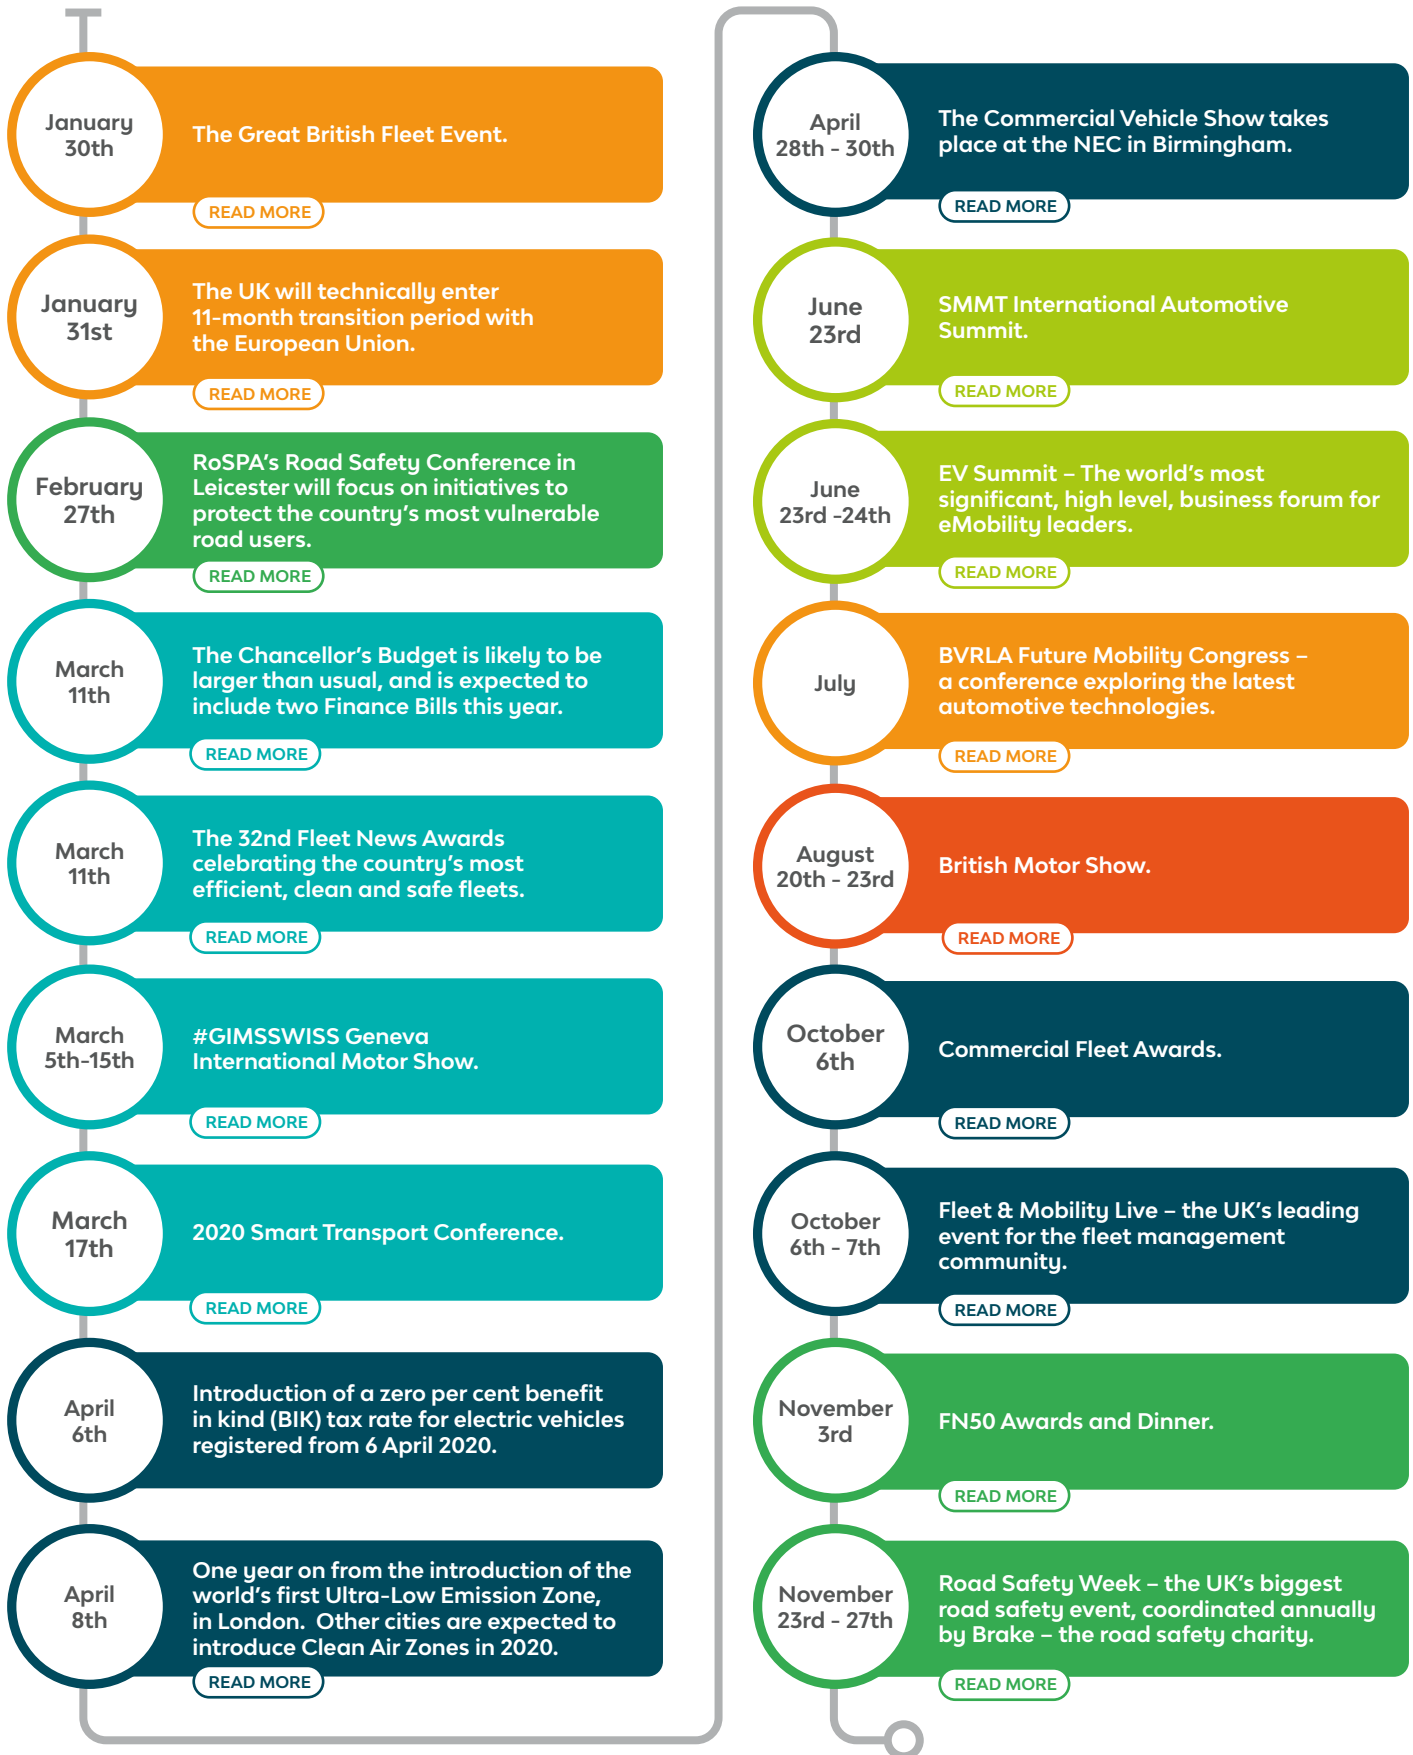 January
30th
The Great British Fleet Event.
READ MORE
January
31st
The UK will technically enter
11-month transition period with
the European Union.
READ MORE
February
27th
RoSPA's Road Safety Conference in
Leicester will focus on initiatives to
protect the country's most vulnerable
road users.
READ MORE
March
11th
The Chancellor's Budget is likely to be
larger than usual, and is expected to
include two Finance Bills this year.
READ MORE
March
11th
The 32nd Fleet News Awards
celebrating the country's most
efficient, clean and safe fleets.
READ MORE
March
5th-15th
#GIMSSWISS Geneva
International Motor Show.
READ MORE
March
17th
2020 Smart Transport Conference.
READ MORE
April
6th
Introduction of a zero per cent benefit
in kind (BIK) tax rate for electric vehicles
registered from 6 April 2020.
April
8th
One year on from the introduction of the
world's first Ultra-Low Emission Zone,
in London.  Other cities are expected to
introduce Clean Air Zones in 2020.
READ MORE
April
28th - 30th
The Commercial Vehicle Show takes
place at the NEC in Birmingham.
READ MORE
June
23rd
SMMT International Automotive
Summit.
READ MORE
June
23rd -24th
EV Summit – The world's most
significant, high level, business forum for
eMobility leaders.
READ MORE
July
BVRLA Future Mobility Congress –
a conference exploring the latest
automotive technologies.
READ MORE
August
20th - 23rd
British Motor Show.
READ MORE
October
6th
Commercial Fleet Awards.
READ MORE
October
6th - 7th
Fleet & Mobility Live – the UK's leading
event for the fleet management
community.
READ MORE
November
3rd
FN50 Awards and Dinner.
READ MORE
November
23rd - 27th
Road Safety Week – the UK's biggest
road safety event, coordinated annually
by Brake – the road safety charity.
READ MORE